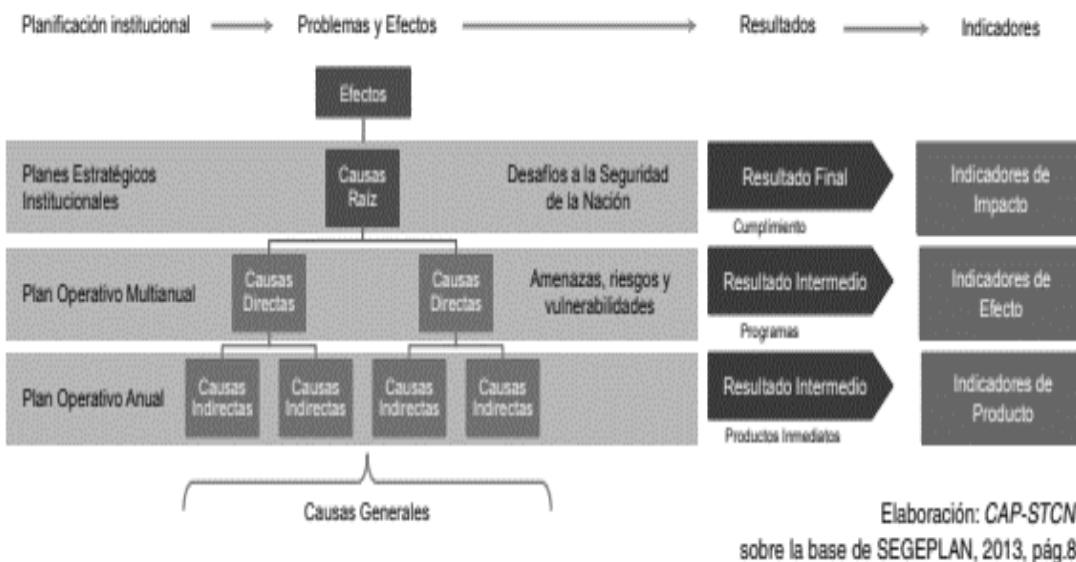 Planificación institucional
Problemas y Efectos
Resultados
Indicadores
Efectos
Planes Estratégicos
Institucionales
Causas
Raíz
Desafíos a la Seguridad
de la Nación
Resultado Final
Cumplimiento
Indicadores de
Impacto
Plan Operativo Multianual
Causas
Directas
Causas
Directas
Amenazas, riesgos y
vulnerabilidades
Resultado Intermedio
Programas
Indicadores de
Efecto
Plan Operativo Anual
Causas
Indirectas
Causas
Indirectas
Causas
Indirectas
Causas
Indirectas
Resultado Intermedio
Productos Inmediatos
Indicadores de
Producto
Causas Generales
Elaboración: CAP-STCN
sobre la base de SEGEPLAN, 2013, pág.8